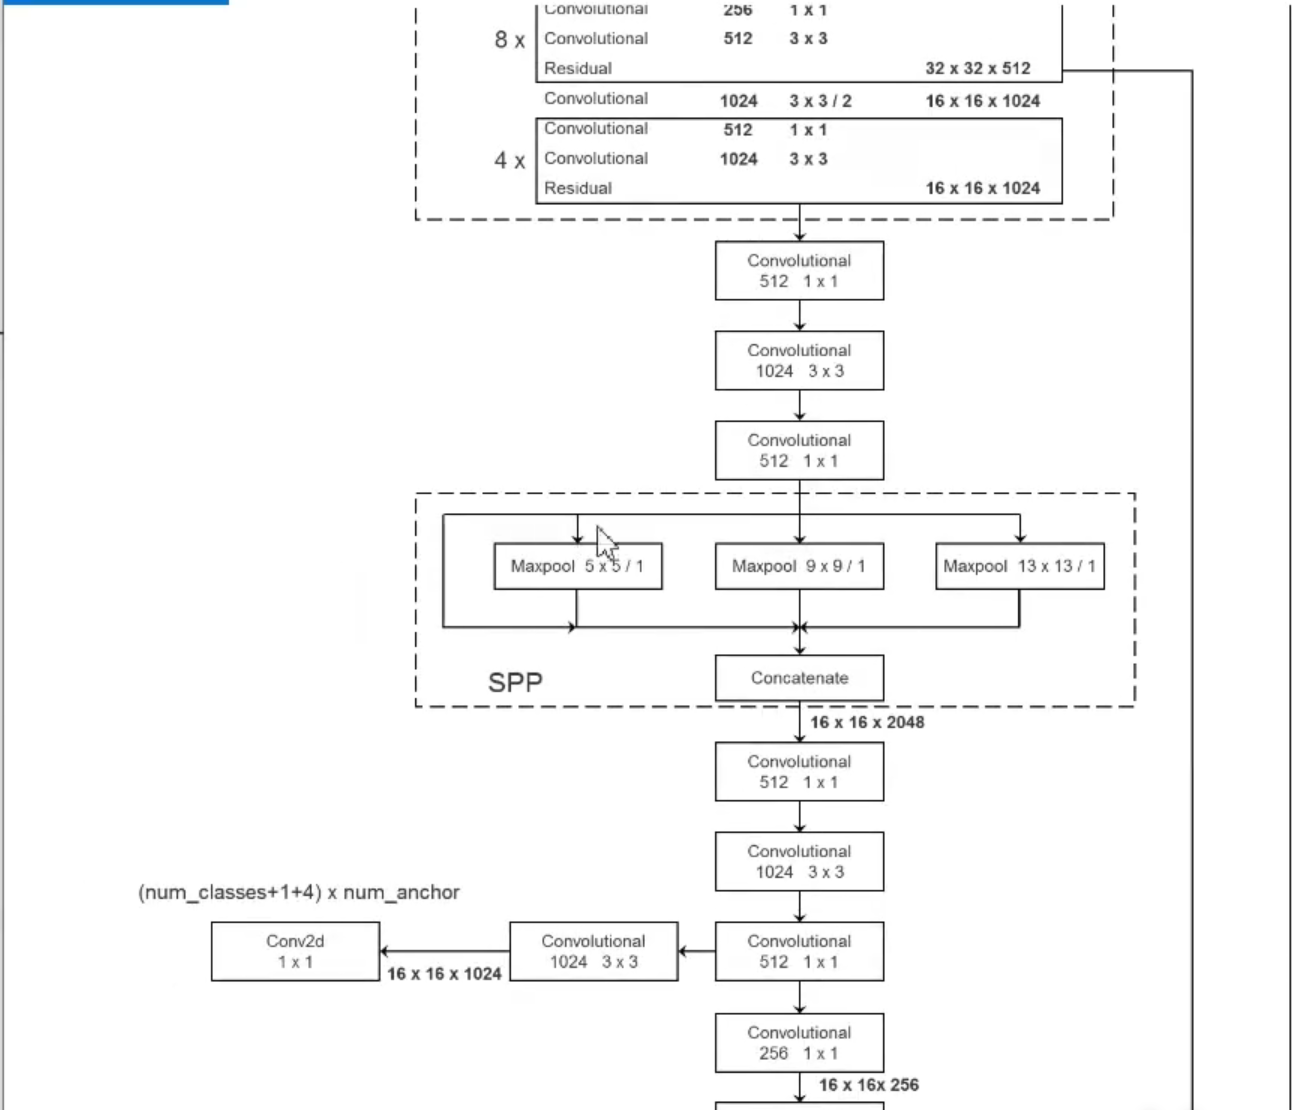 Convolutional 256 1 x 1
8 x Convolutional 512 3 x 3
Residual 32 x 32 x 512
Convolutional 1024 3 x 3 / 2 16 x 16 x 1024
Convolutional 512 1 x 1
4 x Convolutional 1024 3 x 3
Residual 16 x 16 x 1024
Convolutional
512 1 x 1
Convolutional
1024 3 x 3
Convolutional
512 1 x 1
Maxpool 5 x 5 / 1
Maxpool 9 x 9 / 1
Maxpool 13 x 13 / 1
SPP
Concatenate
16 x 16 x 2048
Convolutional
512 1 x 1
Convolutional
1024 3 x 3
(num_classes+1+4) x num_anchor
Conv2d
1 x 1
16 x 16 x 1024
Convolutional
1024 3 x 3
Convolutional
512 1 x 1
Convolutional
256 1 x 1
16 x 16x 256